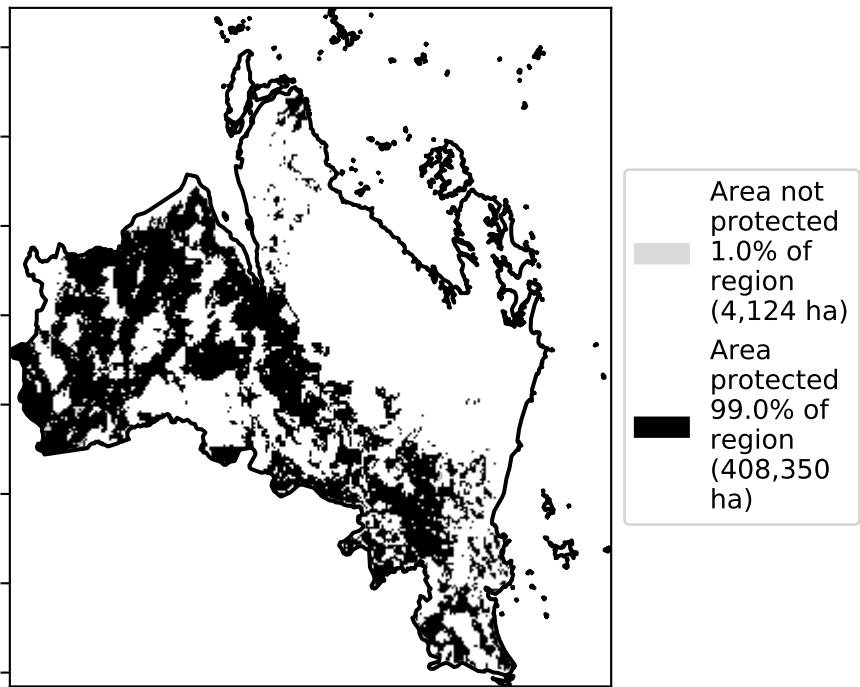 Area not
protected
1.0% of
region
(4,124 ha)
Area
protected
99.0% of
region
(408,350
ha)